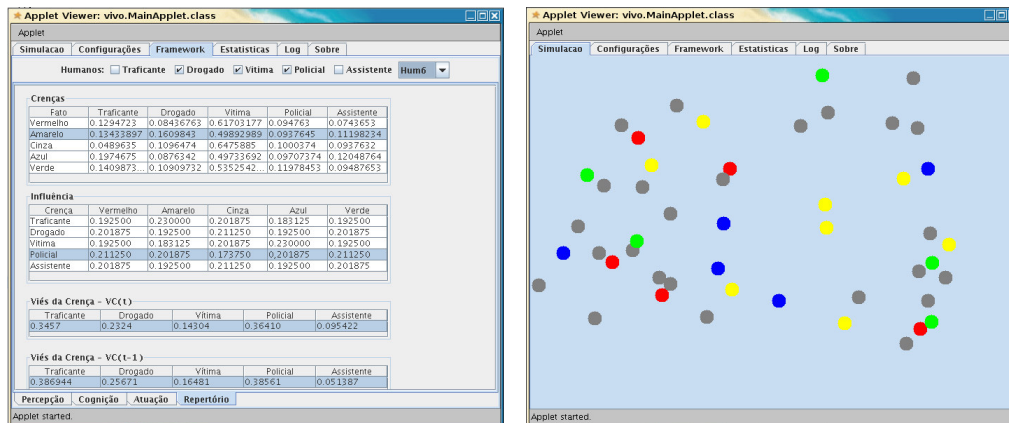 Applet Viewer: vivo.MainApplet.class
Applet
Simulacao Configurações Framework Estatisticas Log Sobre
Humanos: Traficante Drogado Vitima Policial Assistente Hum6
Crenças
Fato Traficante Drogado Vitima Policial Assistente
Vermelho 0.1294723 0.08436763 0.61703177 0.094763 0.0743653
Amarelo 0.13433897 0.1609843 0.49892989 0.0937645 0.11198234
Cinza 0.0489635 0.1096474 0.6475885 0.1000374 0.0937632
Azul 0.1974675 0.0876342 0.49733692 0.09707374 0.12048764
Verde 0.1409873... 0.10909732 0.5352542... 0.11978453 0.09487653
Influência
Crença Vermelho Amarelo Cinza Azul Verde
Traficante 0.192500 0.230000 0.201875 0.183125 0.192500
Drogado 0.201875 0.192500 0.211250 0.192500 0.201875
Vitima 0.192500 0.183125 0.201875 0.230000 0.192500
Policial 0.211250 0.201875 0.173750 0,201875 0.211250
Assistente 0.201875 0.192500 0.211250 0.192500 0.201875
Viés da Crença - VC(t)
Traficante Drogado Vitima Policial Assistente
0.3457 0.2324 0.14304 0.36410 0.095422
Viés da Crença - VC(t-1)
Traficante Drogado Vitima Policial Assistente
0.386944 0.25671 0.16481 0.38561 0.051387
Percepção Cognição Atuação Repertório
Applet started.
Applet Viewer: vivo.MainApplet.class
Applet
Simulacao Configurações Framework Estatisticas Log Sobre
Applet started.